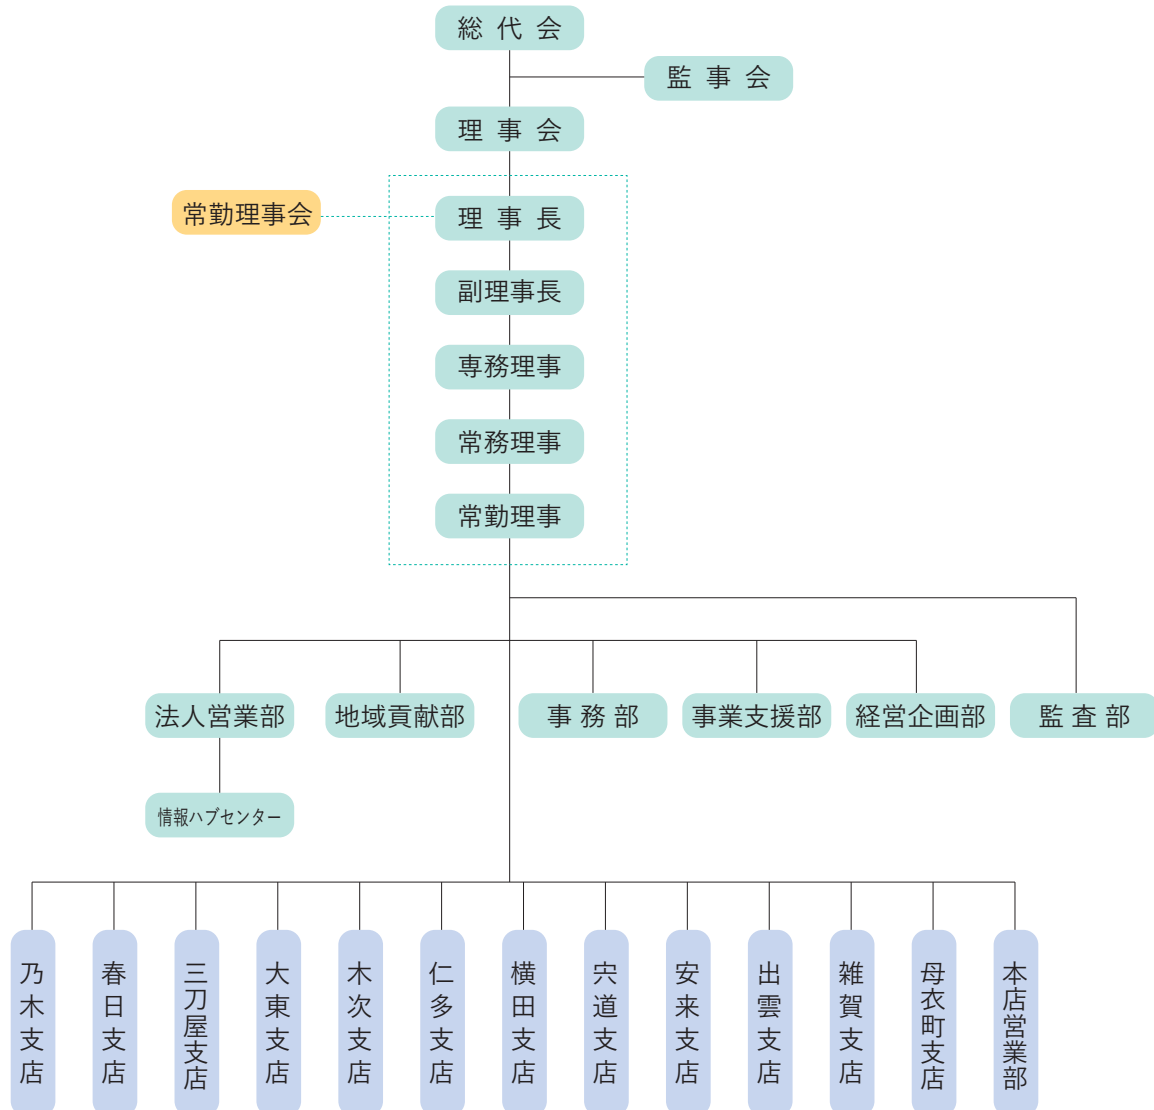 総代会
監事会
理事会
常勤理事会
理事長
副理事長
専務理事
常務理事
常勤理事
法人営業部
地域貢献部
事務部
事業支援部
経営企画部
監査部
情報ハブセンター
乃木支店
春日支店
三刀屋支店
大東支店
木次支店
仁多支店
横田支店
宍道支店
安来支店
出雲支店
雑賀支店
母衣町支店
本店営業部